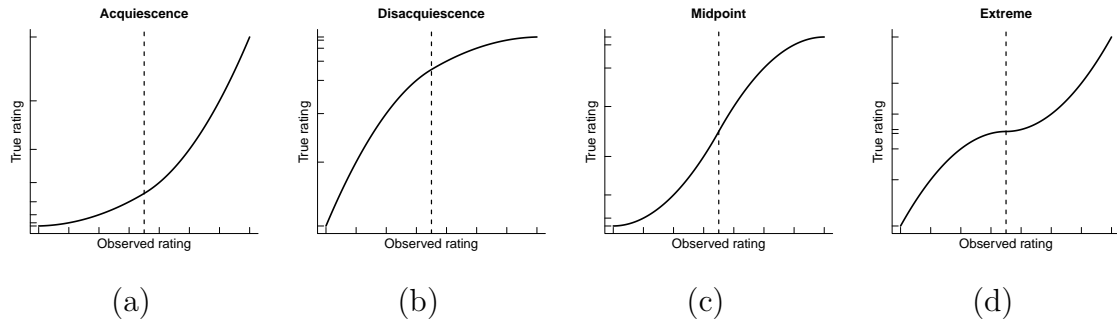 Acquiescence
True rating
Observed rating
(a)
Disacquiescence
True rating
Observed rating
(b)
Midpoint
True rating
Observed rating
(c)
Extreme
True rating
Observed rating
(d)